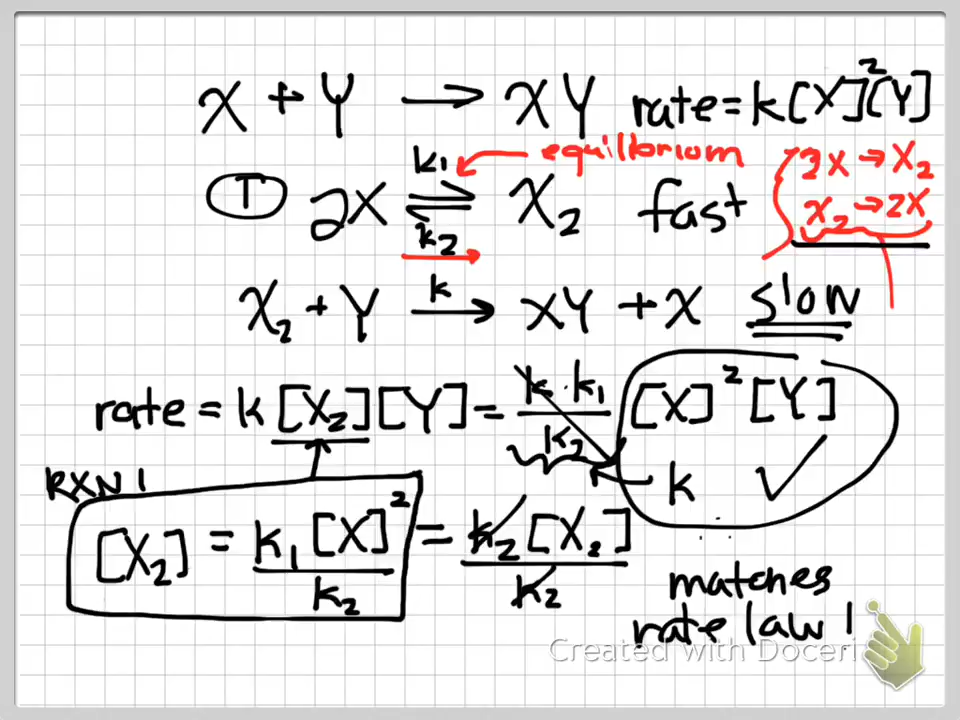 X + Y → XY rate = k[X]²[Y]
k₁ ← equilibrium
① 2X ⇌ X₂ fast 2X → X₂
k₂ X₂ → 2X
X₂ + Y →(k) XY + X slow
rate = k[X₂][Y] = k·k₁/k₂ [X]²[Y]
k ✓
RXN 1
[X₂] = k₁[X]²/k₂ = k₂[X₂]/k₂
matches
rate law!
Created with Doceri